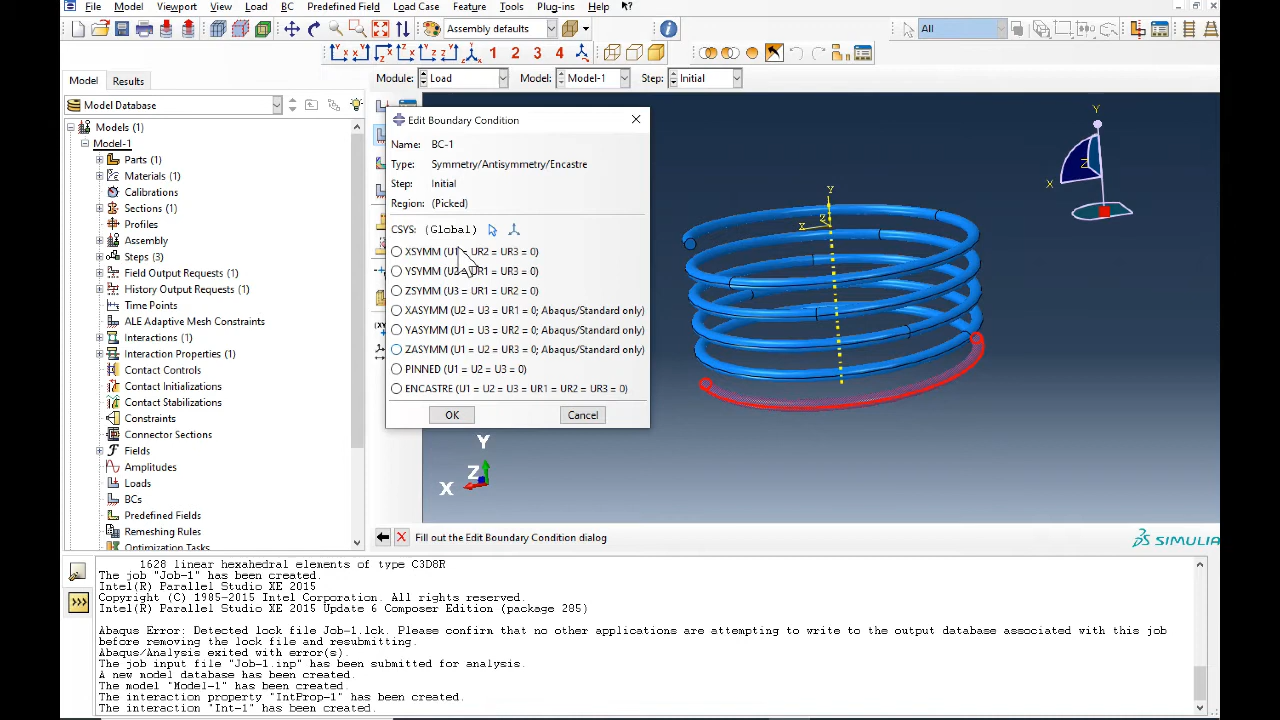 File Model Viewport View Load BC Predefined Field Load Case Feature Tools Plug-ins Help
Assembly defaults
All
1 2 3 4
Model Results
Module: Load Model: Model-1 Step: Initial
Model Database
Models (1)
Model-1
Parts (1)
Materials (1)
Calibrations
Sections (1)
Profiles
Assembly
Steps (3)
Field Output Requests (1)
History Output Requests (1)
Time Points
ALE Adaptive Mesh Constraints
Interactions (1)
Interaction Properties (1)
Contact Controls
Contact Initializations
Contact Stabilizations
Constraints
Connector Sections
Fields
Amplitudes
Loads
BCs
Predefined Fields
Remeshing Rules
Optimization Tasks
Edit Boundary Condition
Name: BC-1
Type: Symmetry/Antisymmetry/Encastre
Step: Initial
Region: (Picked)
CSYS: (Global)
XSYMM (U1 = UR2 = UR3 = 0)
YSYMM (U2 = UR1 = UR3 = 0)
ZSYMM (U3 = UR1 = UR2 = 0)
XASYMM (U2 = U3 = UR1 = 0; Abaqus/Standard only)
YASYMM (U1 = U3 = UR2 = 0; Abaqus/Standard only)
ZASYMM (U1 = U2 = UR3 = 0; Abaqus/Standard only)
PINNED (U1 = U2 = U3 = 0)
ENCASTRE (U1 = U2 = U3 = UR1 = UR2 = UR3 = 0)
OK Cancel
Y
Z
X
Y
Z
X
Y
Z
X
Fill out the Edit Boundary Condition dialog
SIMULIA
1628 linear hexahedral elements of type C3D8R
The job "Job-1" has been created.
Intel(R) Parallel Studio XE 2015
Copyright (C) 1985-2015 Intel Corporation. All rights reserved.
Intel(R) Parallel Studio XE 2015 Update 6 Composer Edition (package 285)
Abaqus Error: Detected lock file Job-1.lck. Please confirm that no other applications are attempting to write to the output database associated with this job
before removing the lock file and resubmitting.
Abaqus/Analysis exited with error(s).
The job input file "Job-1.inp" has been submitted for analysis.
A new model database has been created.
The model "Model-1" has been created.
The interaction property "IntProp-1" has been created.
The interaction "Int-1" has been created.